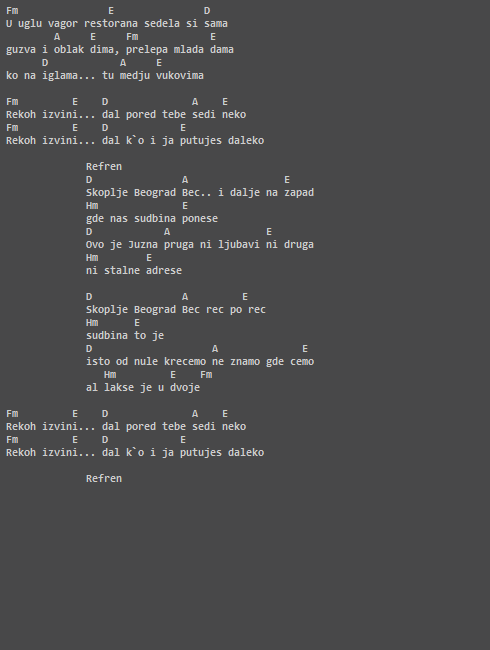 Fm               E               D
U uglu vagor restorana sedela si sama
        A     E     Fm            E
guzva i oblak dima, prelepa mlada dama
      D            A     E
ko na iglama... tu medju vukovima

Fm         E    D              A    E
Rekoh izvini... dal pored tebe sedi neko
Fm         E    D            E
Rekoh izvini... dal k`o i ja putujes daleko

Refren
D               A                E
Skoplje Beograd Bec.. i dalje na zapad
Hm              E
gde nas sudbina ponese
D            A                E
Ovo je Juzna pruga ni ljubavi ni druga
Hm        E
ni stalne adrese

D               A         E
Skoplje Beograd Bec rec po rec
Hm      E
sudbina to je
D                    A              E
isto od nule krecemo ne znamo gde cemo
   Hm         E    Fm
al lakse je u dvoje

Fm         E    D              A    E
Rekoh izvini... dal pored tebe sedi neko
Fm         E    D            E
Rekoh izvini... dal k`o i ja putujes daleko

Refren